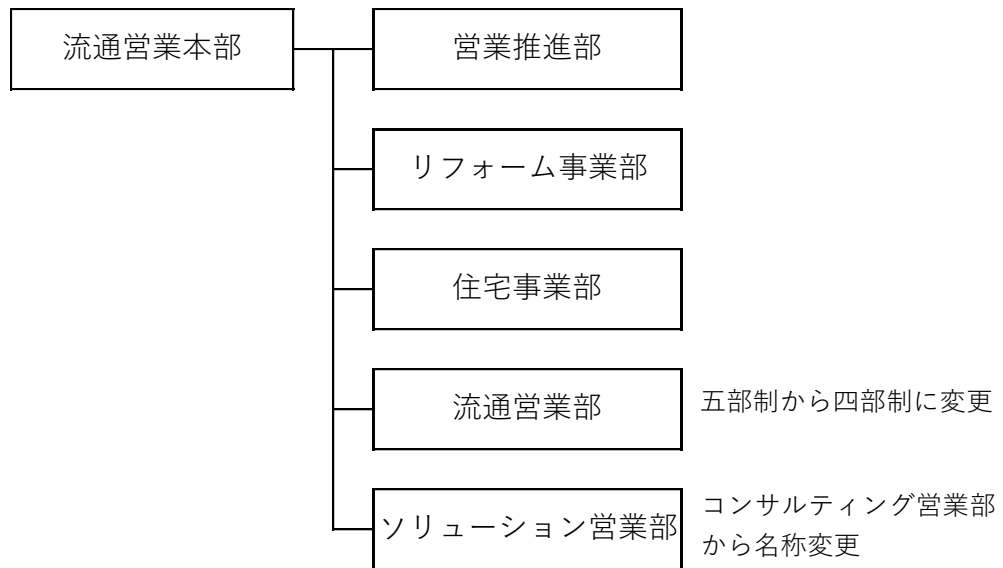 流通営業本部
営業推進部
リフォーム事業部
住宅事業部
流通営業部
五部制から四部制に変更
ソリューション営業部
コンサルティング営業部
から名称変更